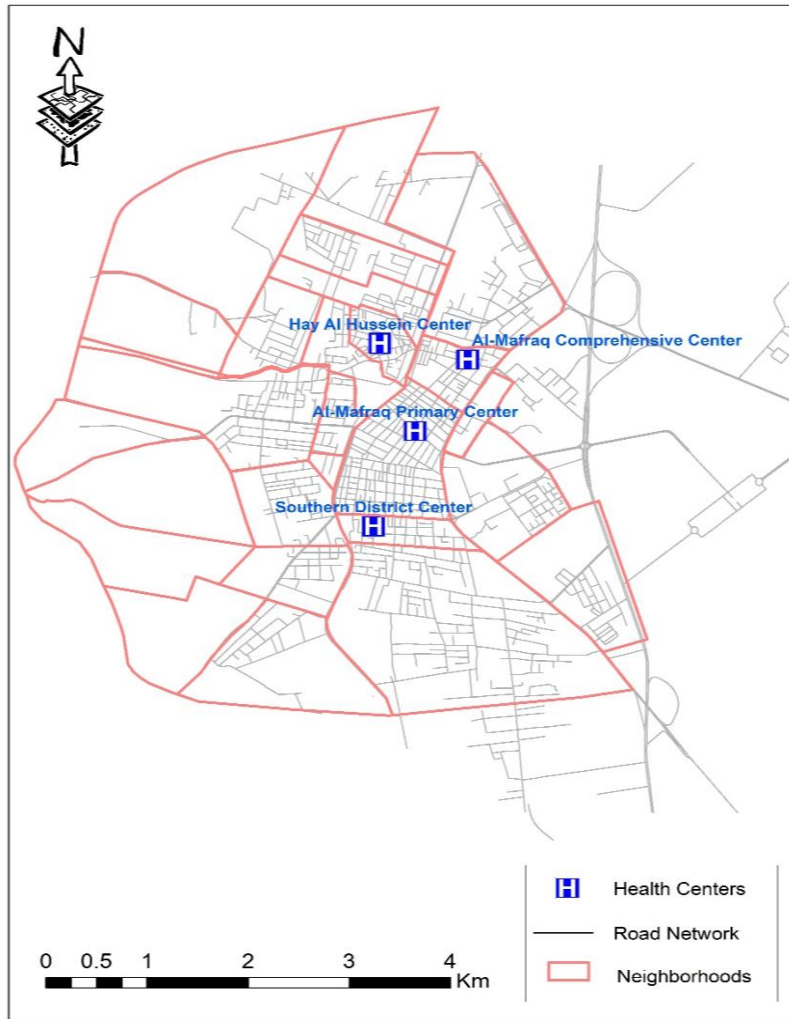 N
Hay Al Hussein Center
H
Al-Mafraq Comprehensive Center
H
Al-Mafraq Primary Center
H
Southern District Center
H
H Health Centers
Road Network
Neighborhoods
0 0.5 1 2 3 4
Km